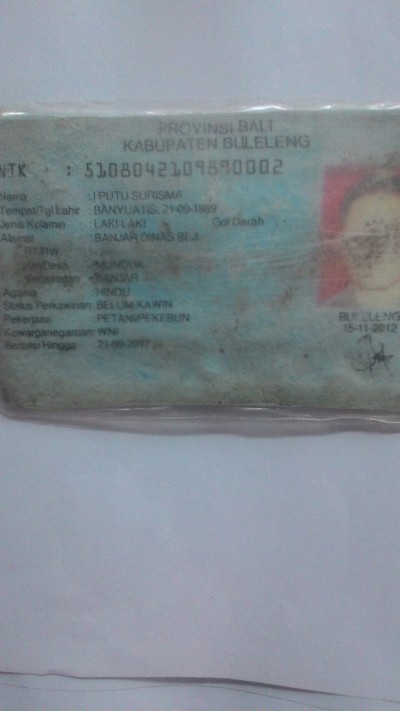 PROVINSI BALI
KABUPATEN BULELENG
NIK : 5108042109890002
Nama : I PUTU SURISMA
Tempat/Tgl Lahir : BANYUATIS, 21-09-1989
Jenis Kelamin : LAKI-LAKI Gol Darah : -
Alamat : BANJAR DINAS BEJI
RT/RW
Kel/Desa : MUNDUK
Kecamatan : BANJAR
Agama : HINDU
Status Perkawinan: BELUM KAWIN
Pekerjaan : PETANI/PEKEBUN
Kewarganegaraan: WNI
Berlaku Hingga : 21-09-2017
BULELENG
15-11-2012